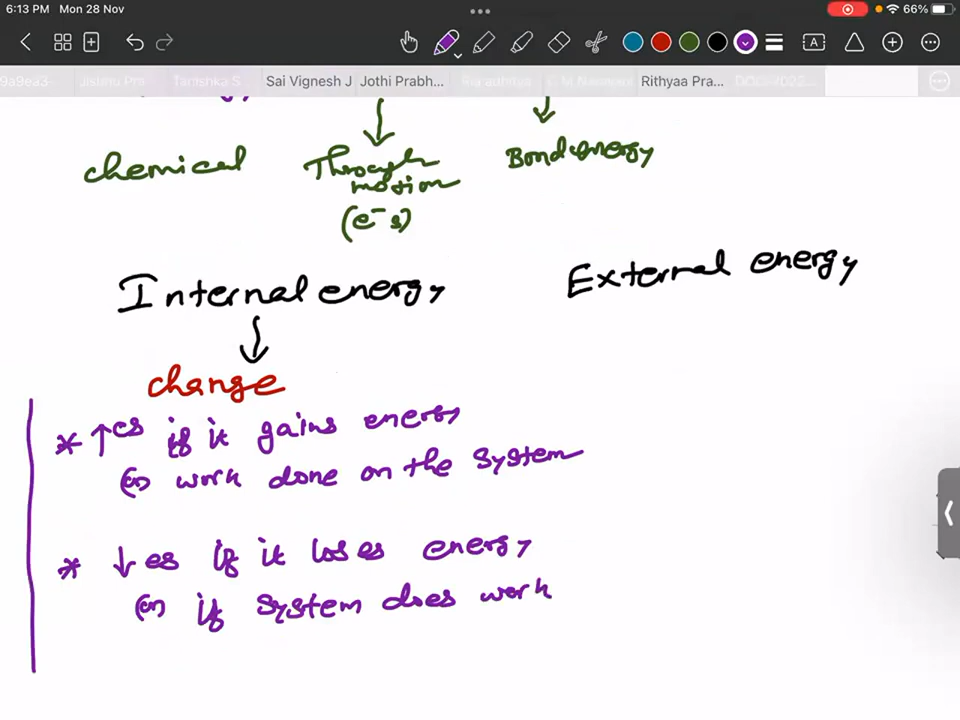 6:13 PM Mon 28 Nov
66%
Sai Vignesh J Jothi Prabh... Rithyaa Pra...
chemical Through Bond energy
motion
(e⁻s)
Internal energy External energy
change
* ↑es if it gains energy
(or) work done on the system
* ↓es if it loses energy
(or) if system does work